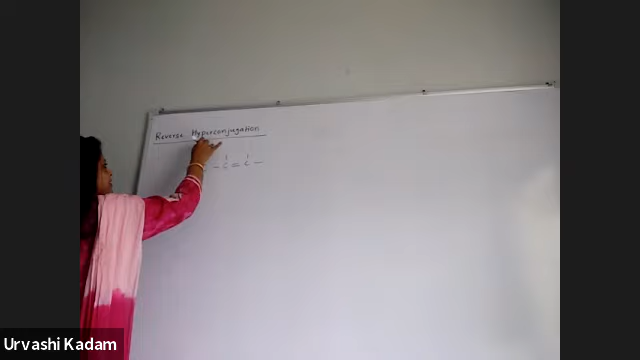 Reverse Hyperconjugation
- C = C -
Urvashi Kadam